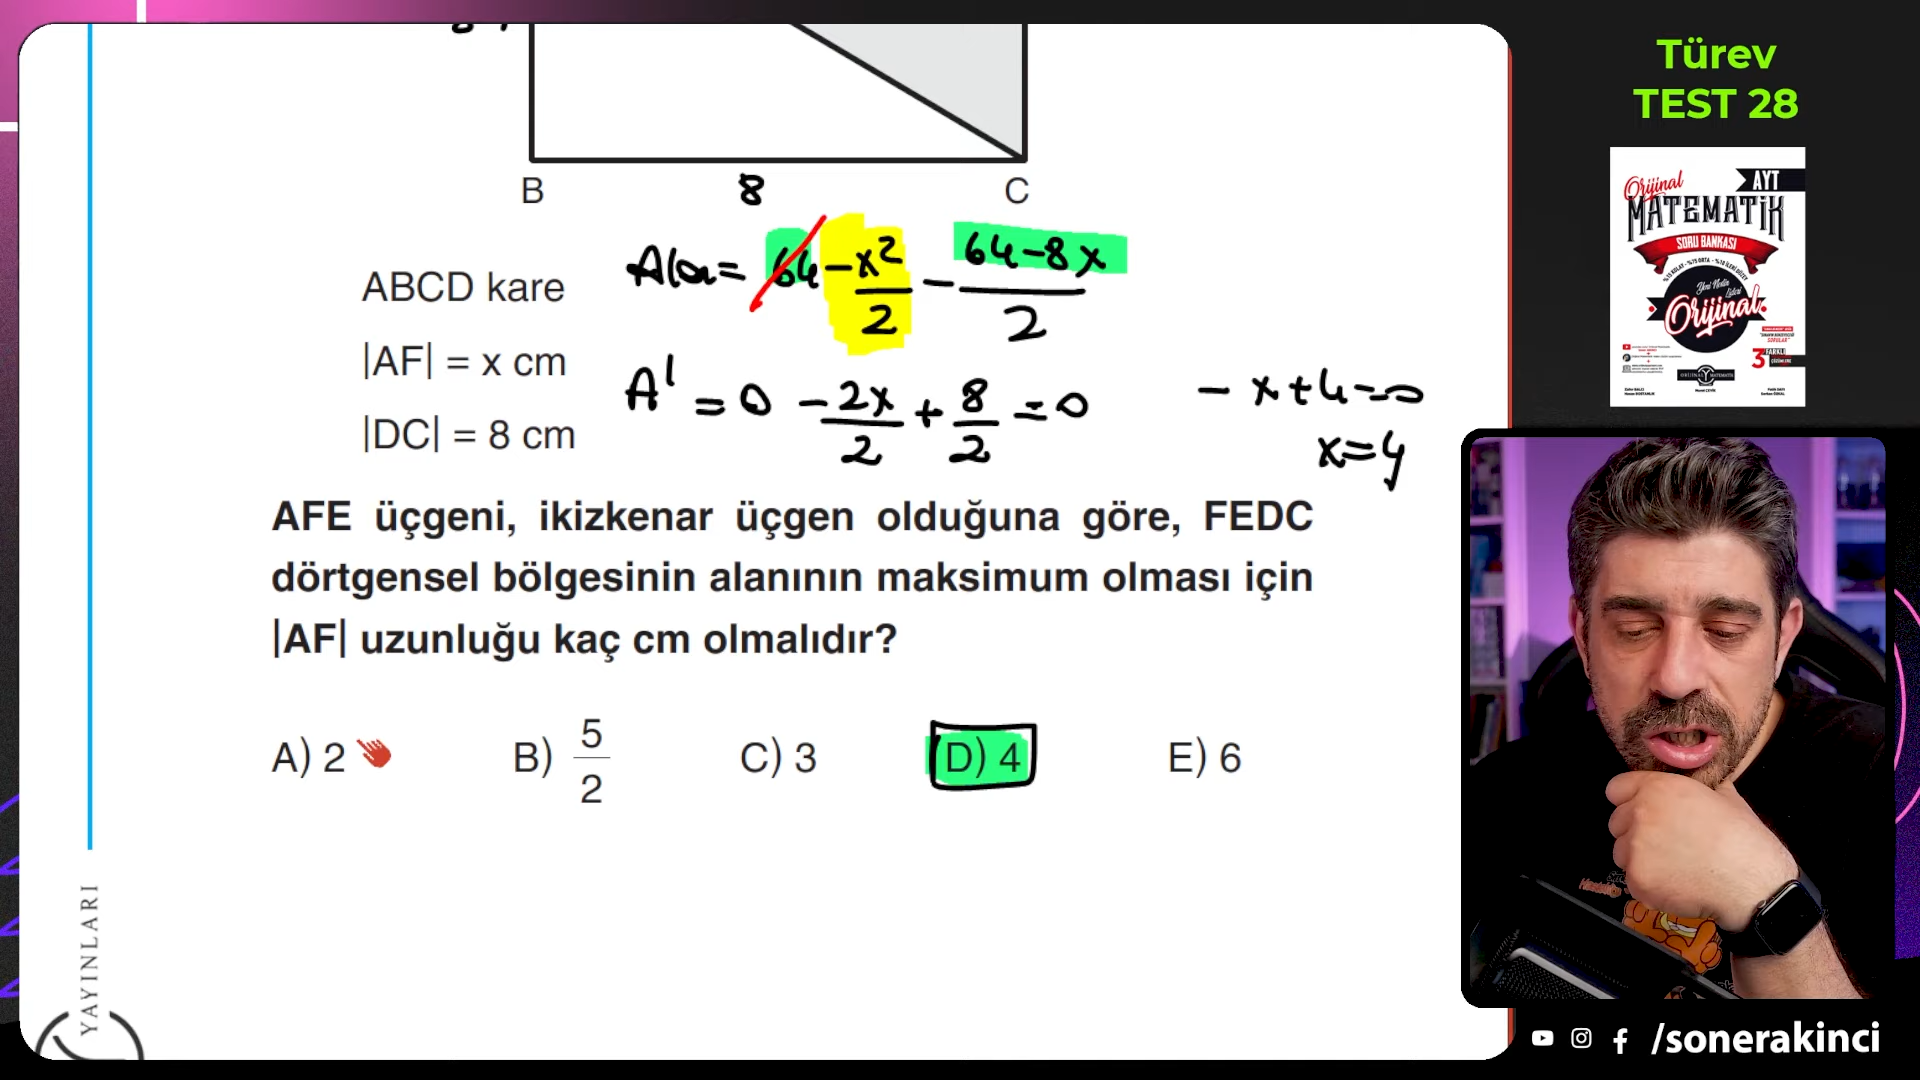 Türev
TEST 28
Orijinal
AYT
MATEMATİK
SORU BANKASI
Orijinal
3 FARKLI
B 8 C
ABCD kare
|AF| = x cm
|DC| = 8 cm
Alan = 64 - x²/2 - (64-8x)/2
A' = 0 - 2x/2 + 8/2 = 0
- x+4=0
x=4
AFE üçgeni, ikizkenar üçgen olduğuna göre, FEDC
dörtgensel bölgesinin alanının maksimum olması için
|AF| uzunluğu kaç cm olmalıdır?
A) 2 B) 5/2 C) 3 D) 4 E) 6
YAYINLARI
/sonerakinci